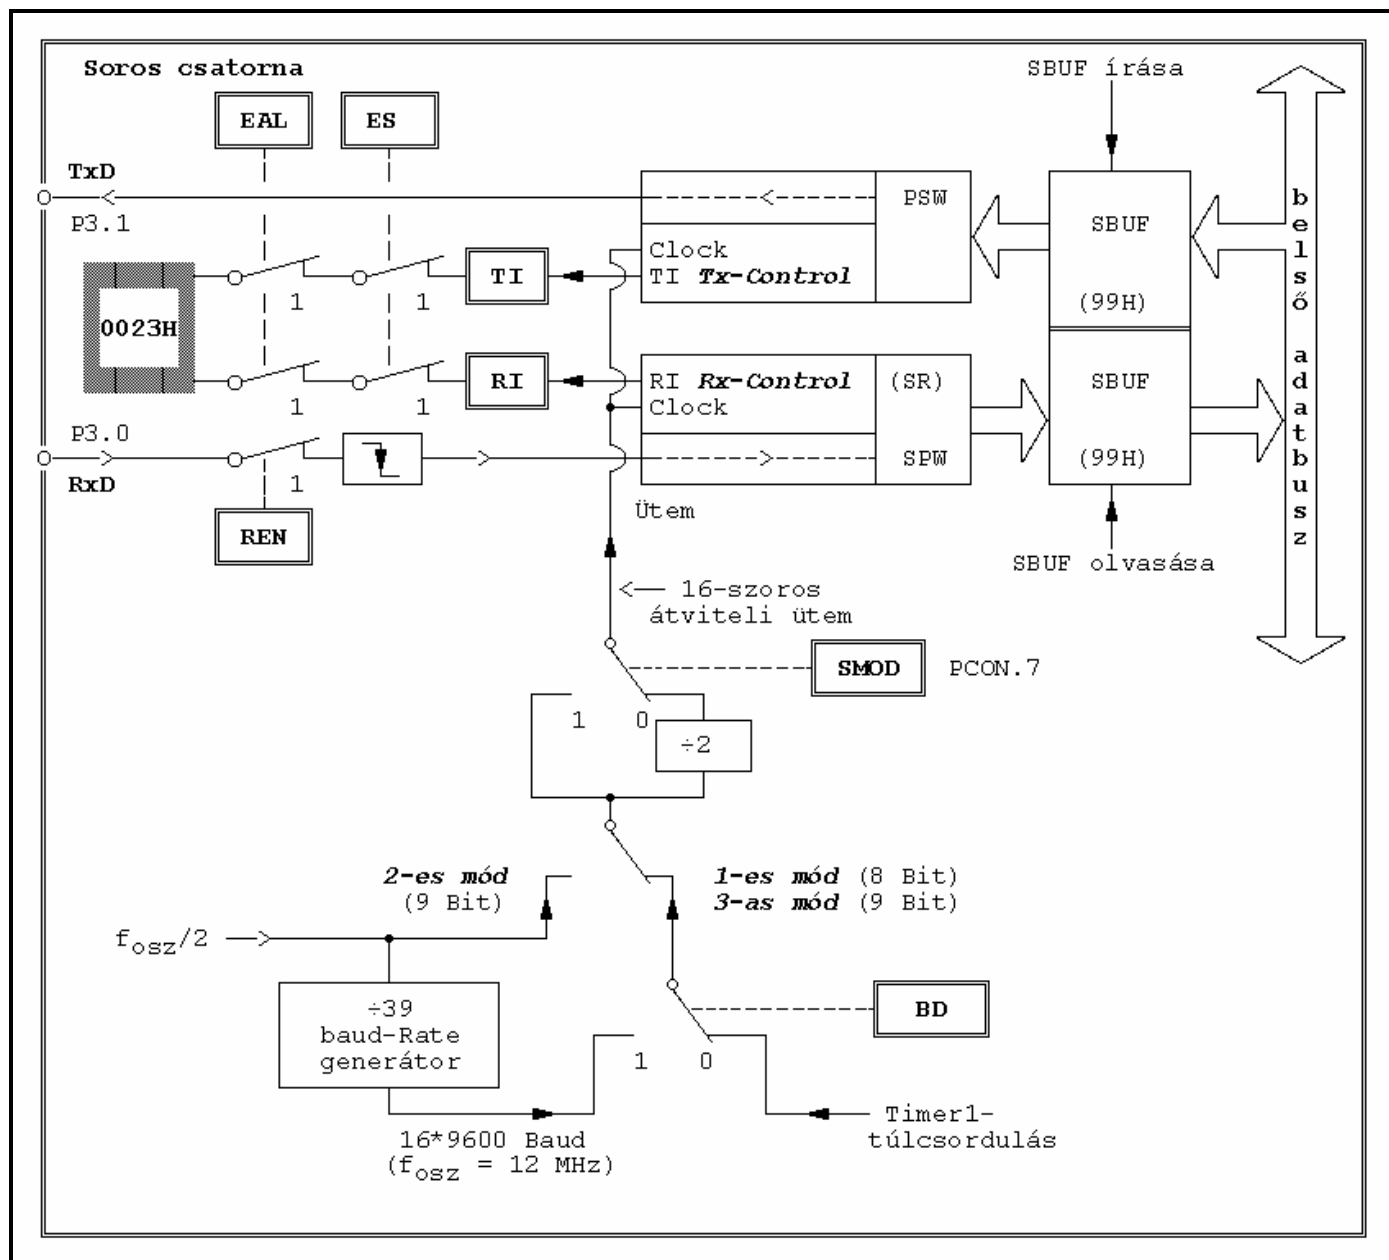 Soros csatorna
SBUF írása
EAL
ES
TxD
P3.1
PSW
SBUF
Clock
TI
TI Tx-Control
1
1
(99H)
0023H
RI
RI Rx-Control
(SR)
SBUF
Clock
1
1
P3.0
RxD
1
SPW
(99H)
belső adatbusz
Ütem
REN
SBUF olvasása
16-szoros
átviteli ütem
SMOD
PCON.7
1
0
÷2
2-es mód
(9 Bit)
1-es mód (8 Bit)
3-as mód (9 Bit)
fosz/2
÷39
baud-Rate
generátor
BD
1
0
16*9600 Baud
(fosz = 12 MHz)
Timer1-
túlcsordulás